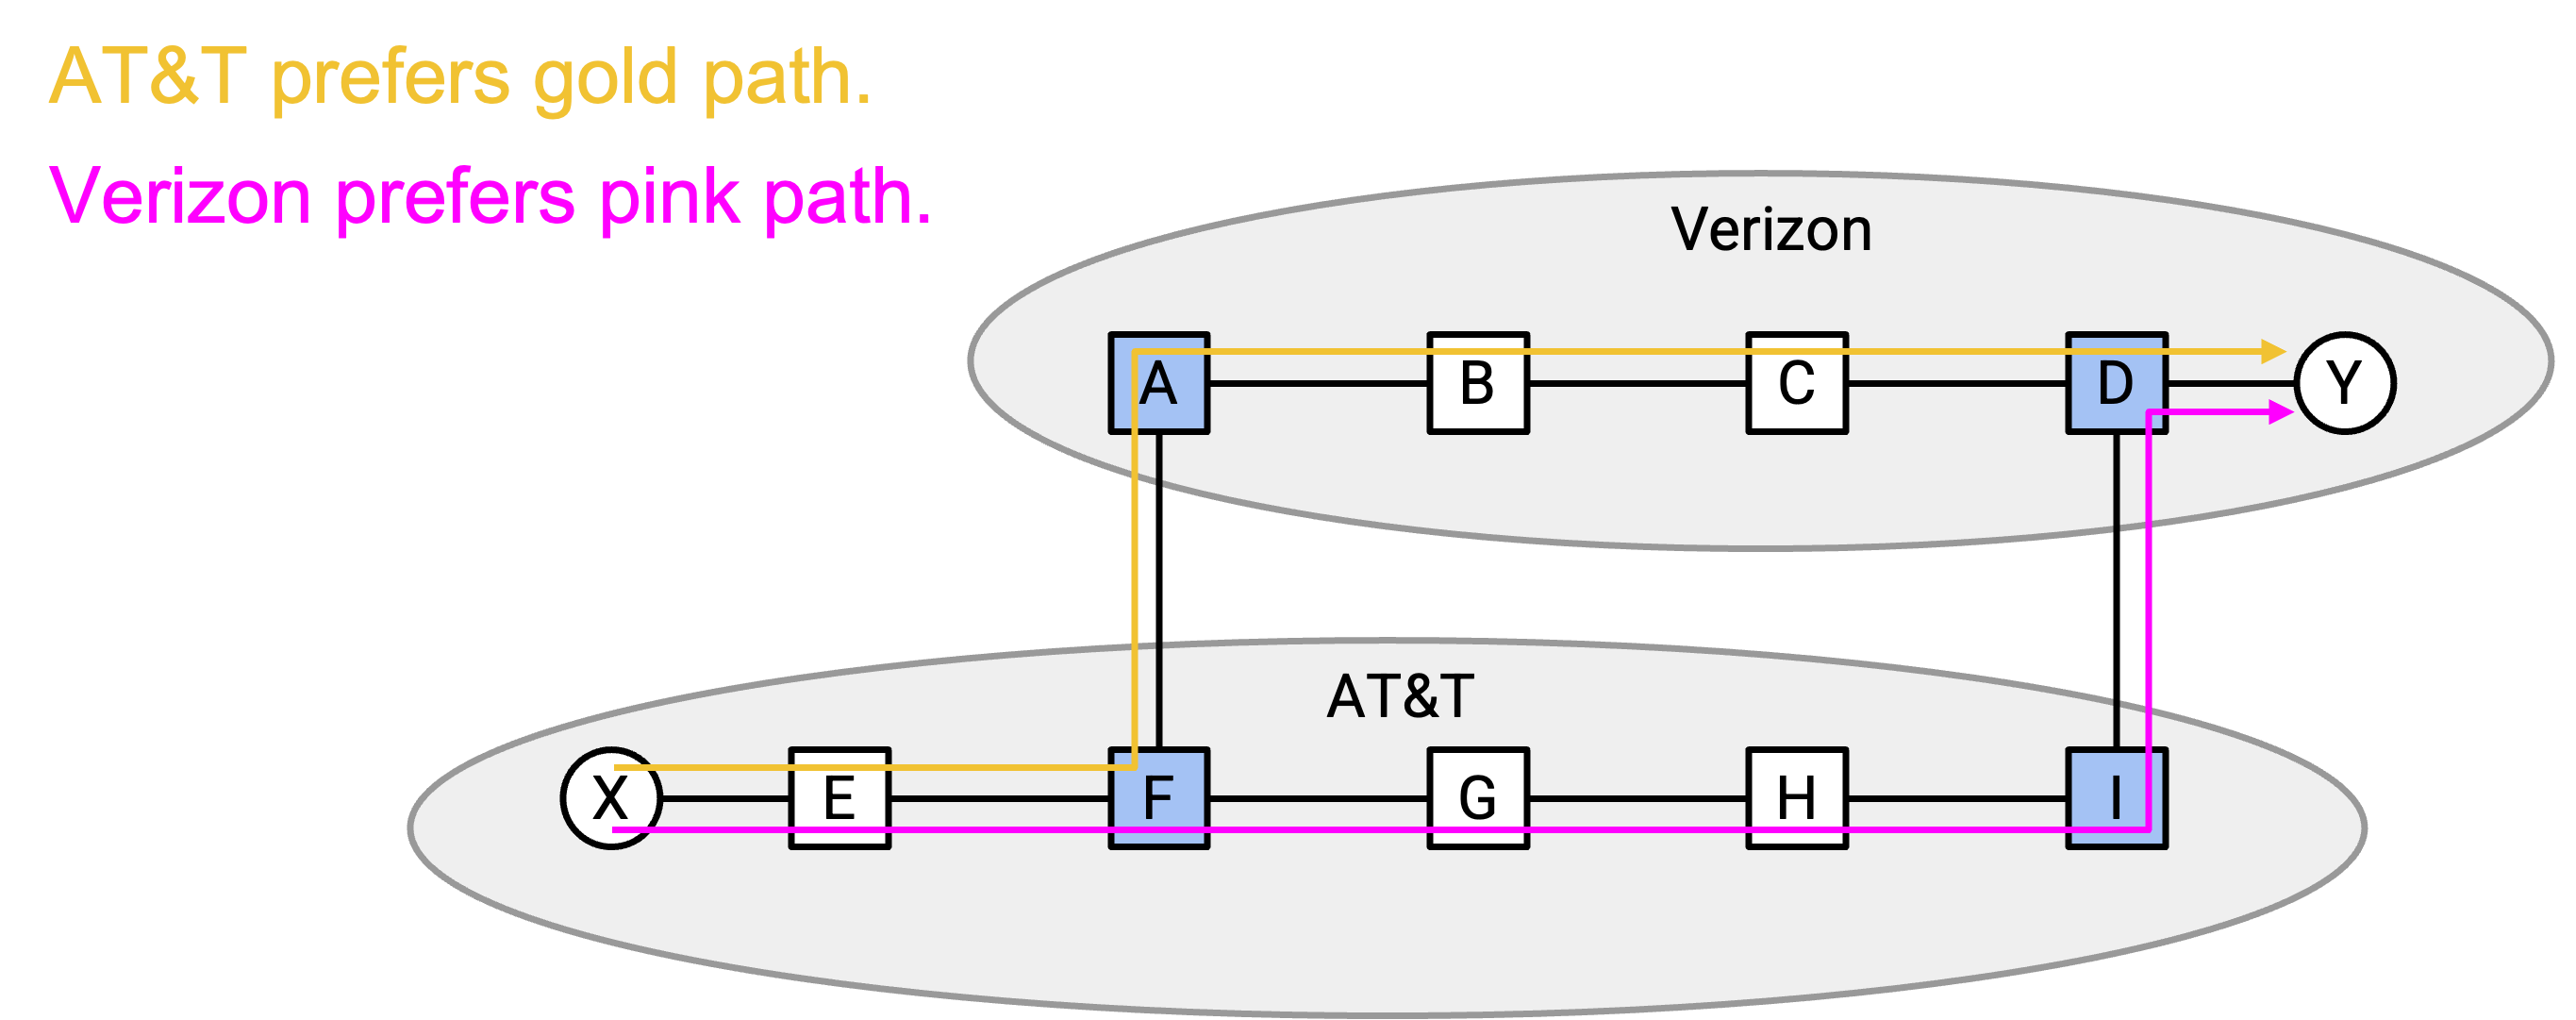 AT&T prefers gold path.
Verizon prefers pink path.
Verizon
A B C D Y
AT&T
X E F G H I